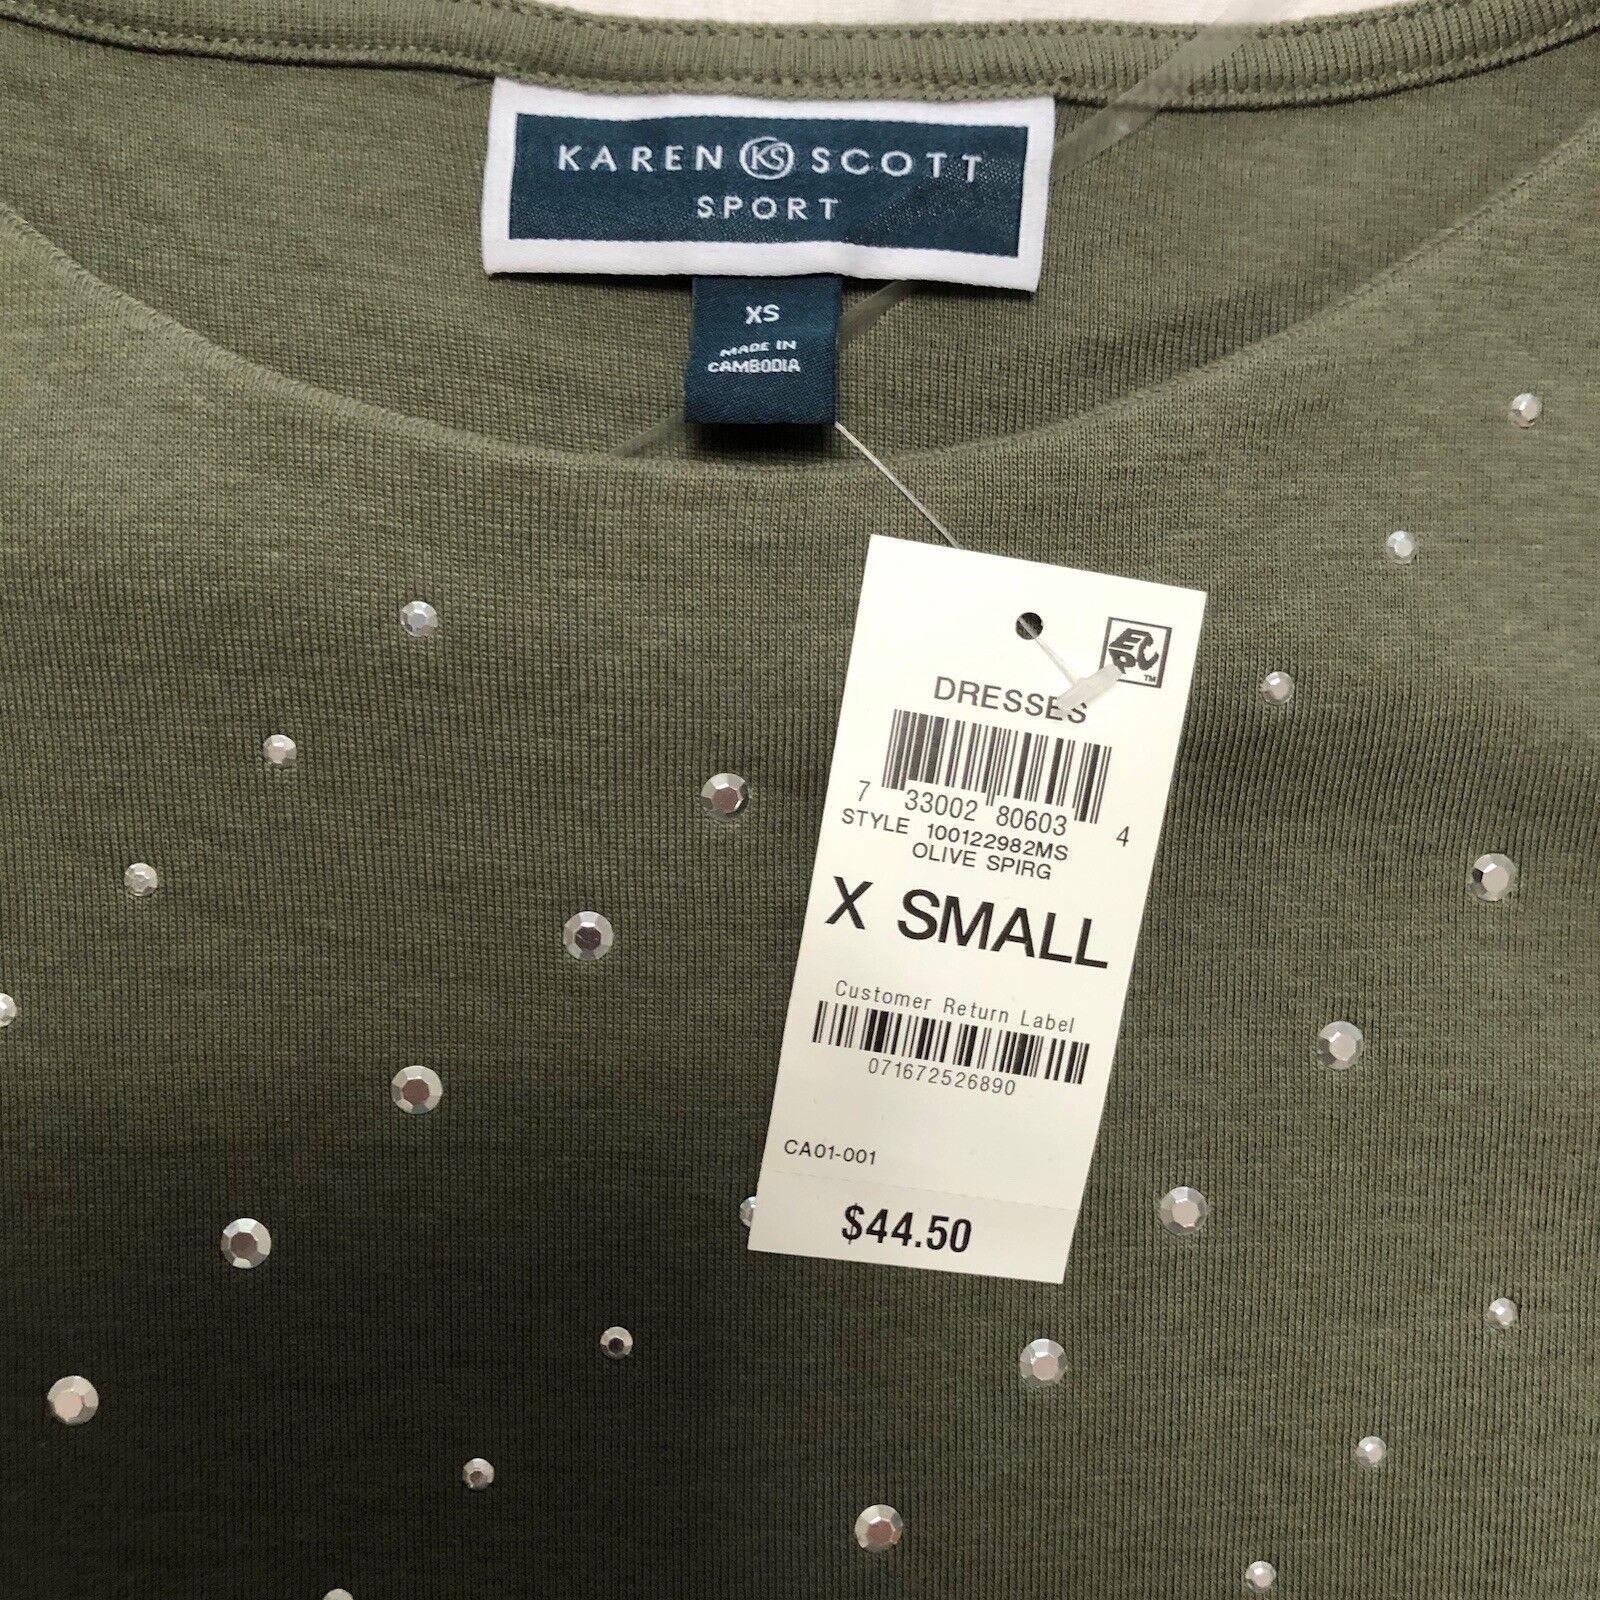 KAREN KS SCOTT
SPORT
XS
MADE IN
CAMBODIA
DRESSES
7 33002 80603 4
STYLE 100122982MS
OLIVE SPIRG
X SMALL
Customer Return Label
071672526890
CA01-001
$44.50